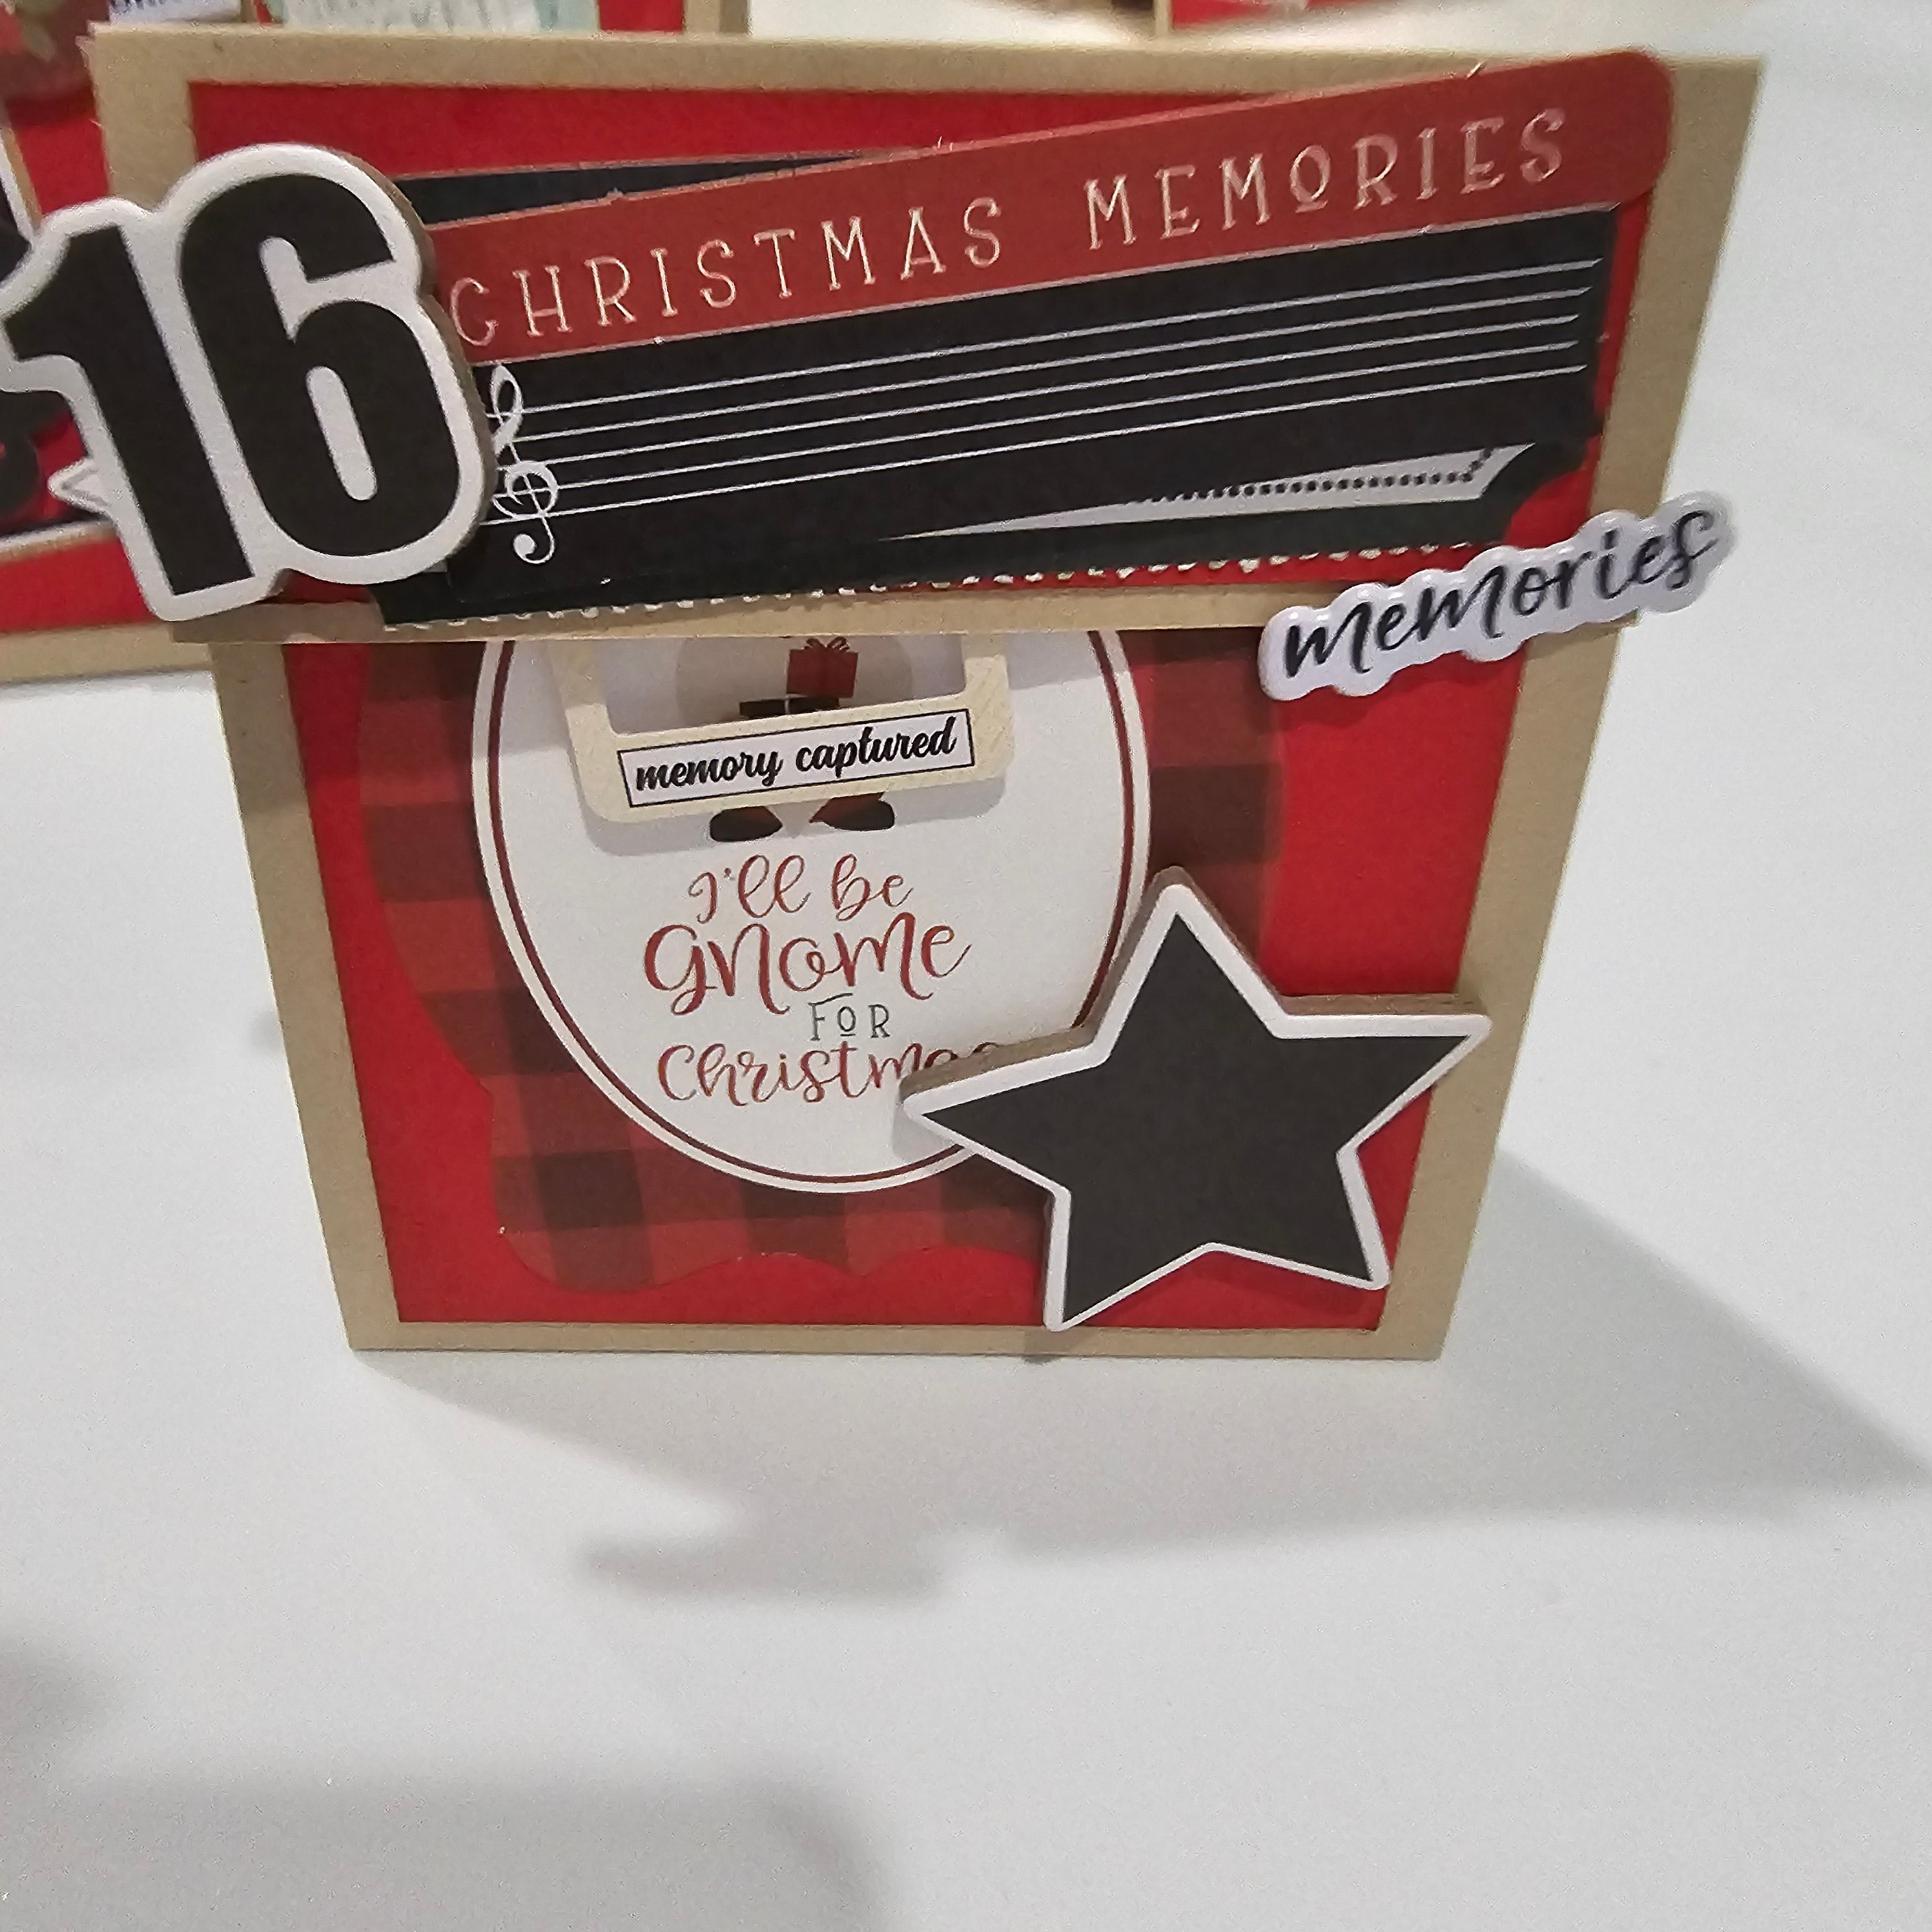 CHRISTMAS MEMORIES
16
memories
memory captured
I'll be
gnome
FOR
Christm